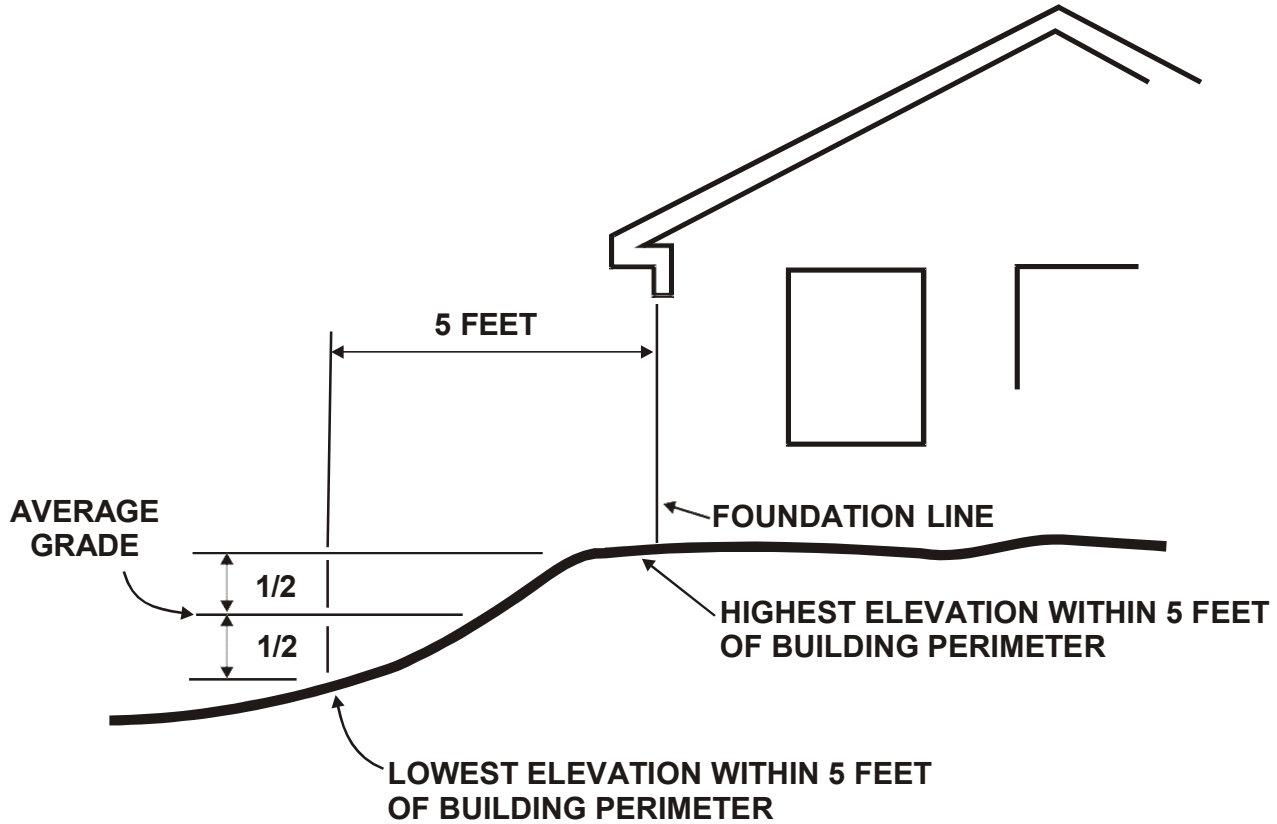 5 FEET
AVERAGE
GRADE
FOUNDATION LINE
1/2
1/2
HIGHEST ELEVATION WITHIN 5 FEET
OF BUILDING PERIMETER
LOWEST ELEVATION WITHIN 5 FEET
OF BUILDING PERIMETER